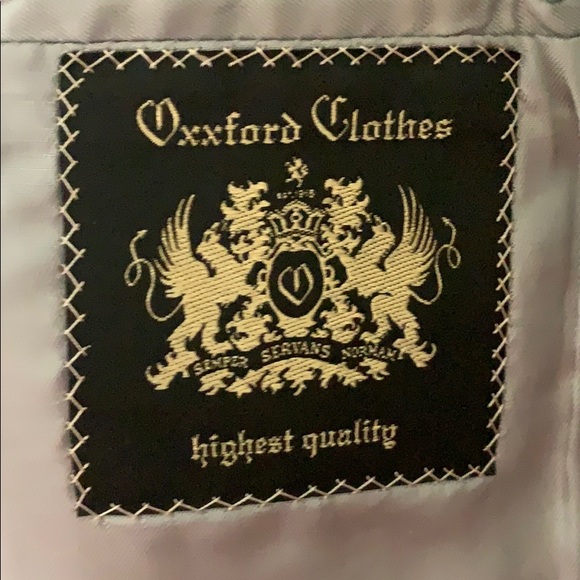 Oxxford Clothes
EST. 1916
SEMPER SERVANS NORMAM
highest quality